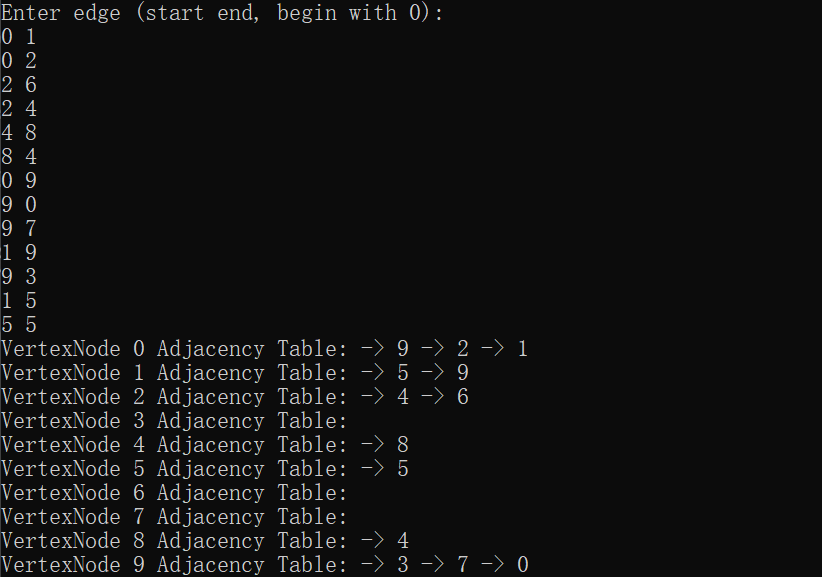 Enter edge (start end, begin with 0):
0 1
0 2
2 6
2 4
4 8
8 4
0 9
9 0
9 7
1 9
9 3
1 5
5 5
VertexNode 0 Adjacency Table: -> 9 -> 2 -> 1
VertexNode 1 Adjacency Table: -> 5 -> 9
VertexNode 2 Adjacency Table: -> 4 -> 6
VertexNode 3 Adjacency Table:
VertexNode 4 Adjacency Table: -> 8
VertexNode 5 Adjacency Table: -> 5
VertexNode 6 Adjacency Table:
VertexNode 7 Adjacency Table:
VertexNode 8 Adjacency Table: -> 4
VertexNode 9 Adjacency Table: -> 3 -> 7 -> 0